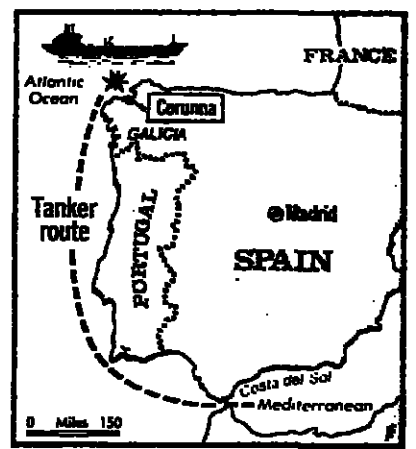 FRANCE
Atlantic
Ocean
Corunna
GALICIA
Tanker
route
PORTUGAL
Madrid
SPAIN
Costa del Sol
Mediterranean
0 Miles 150